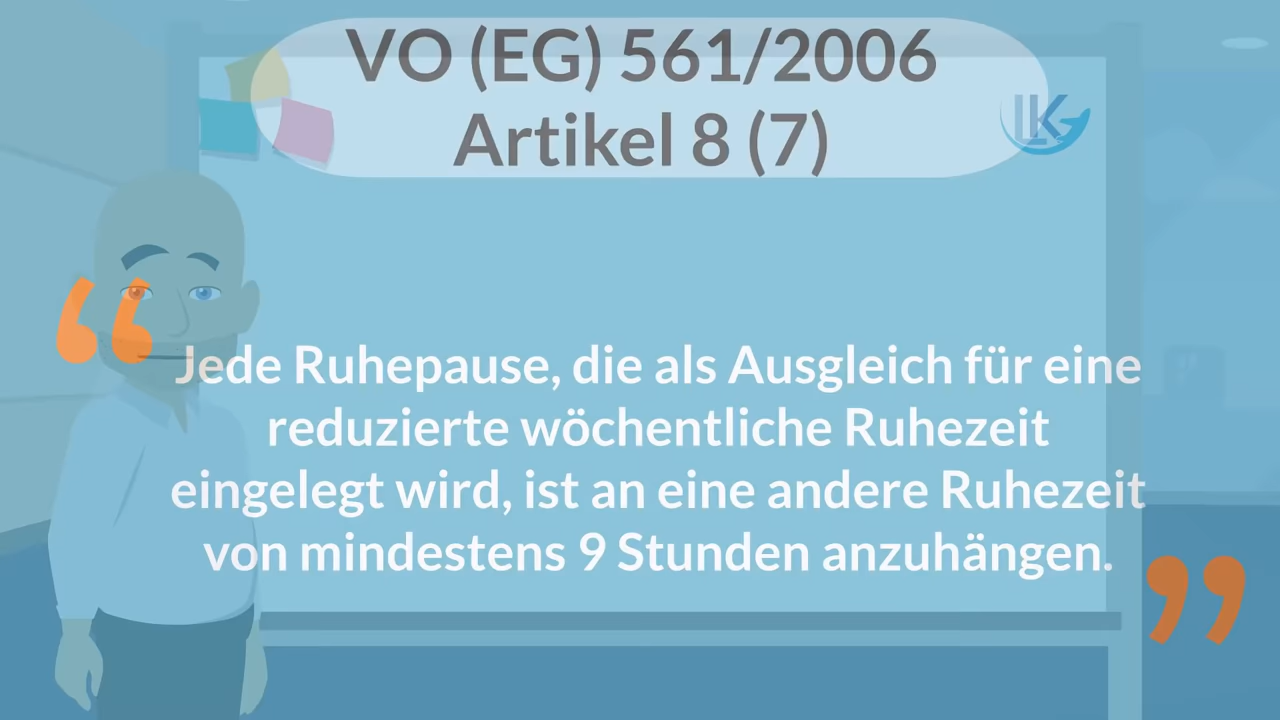 VO (EG) 561/2006
Artikel 8 (7)
LKG
“Jede Ruhepause, die als Ausgleich für eine
reduzierte wöchentliche Ruhezeit
eingelegt wird, ist an eine andere Ruhezeit
von mindestens 9 Stunden anzuhängen.”